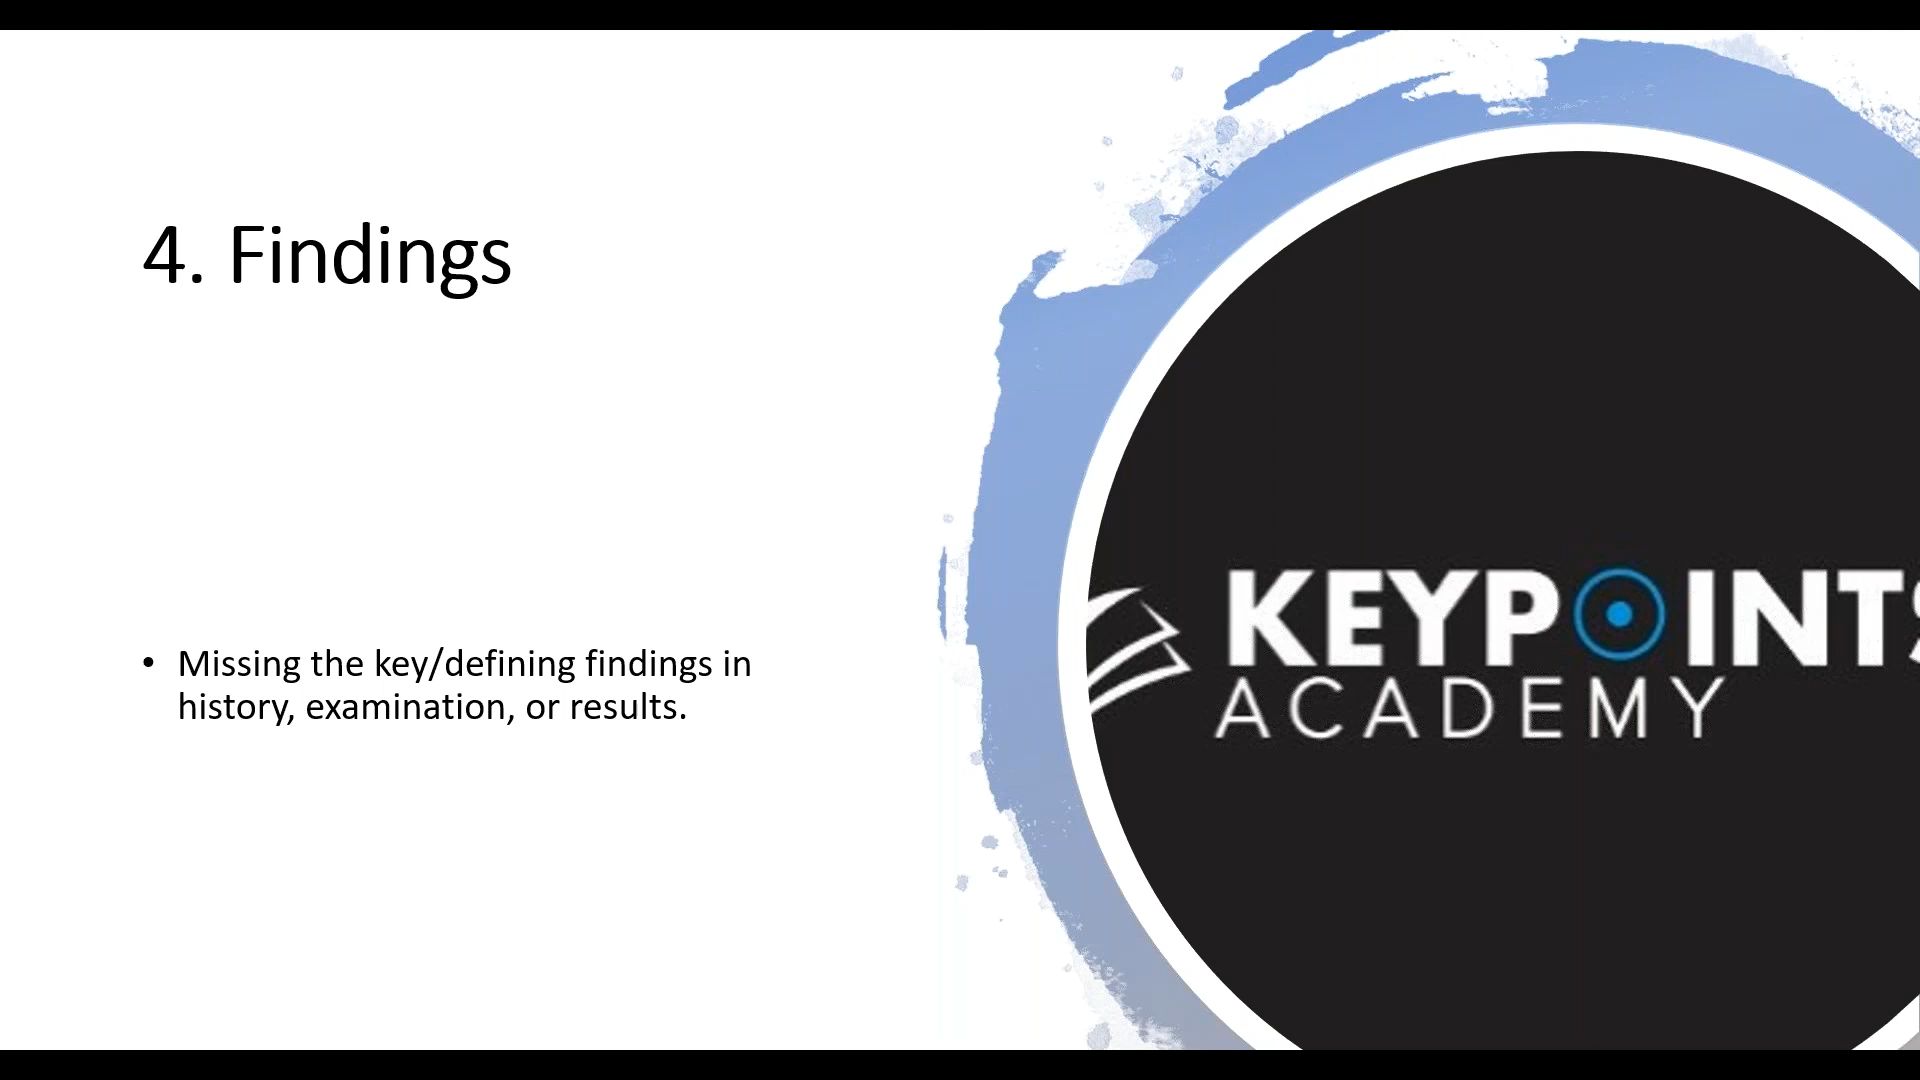 4. Findings
• Missing the key/defining findings in
history, examination, or results.
KEYPOINTS
ACADEMY